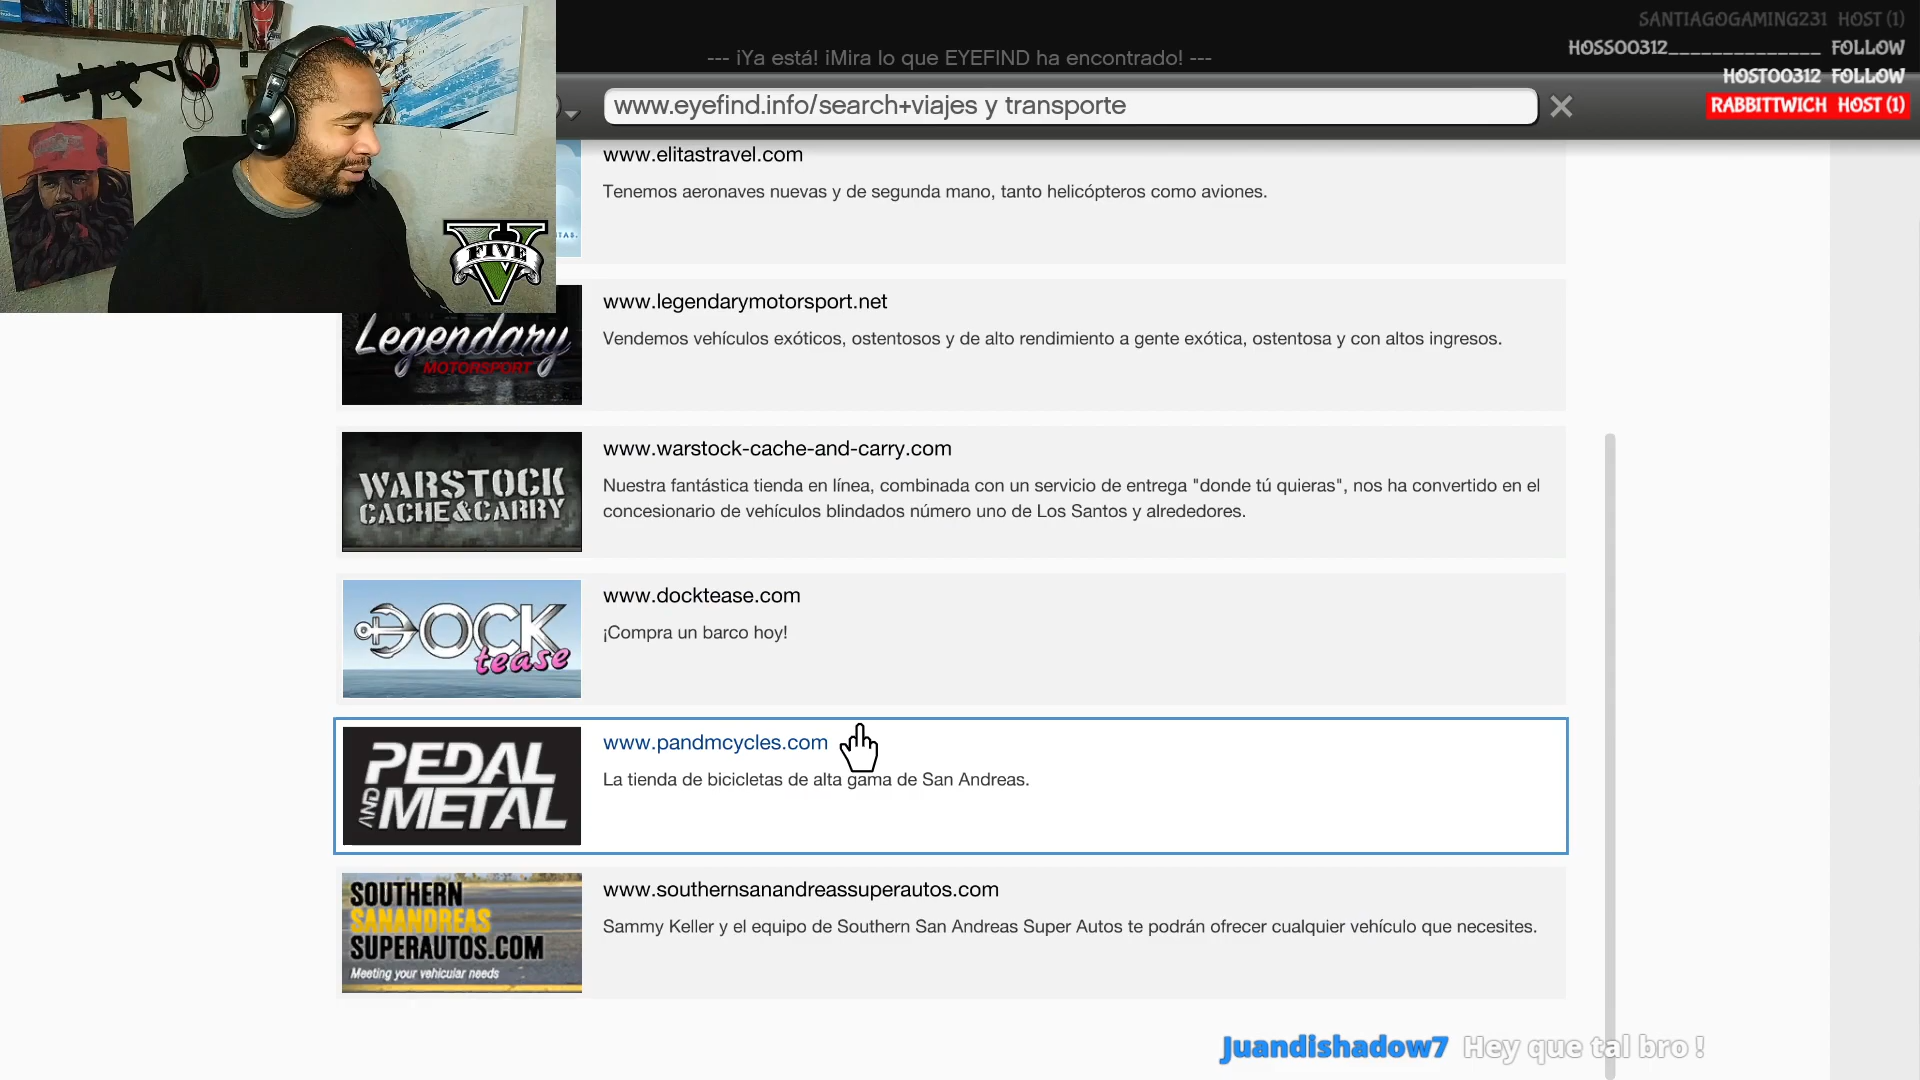 SANTIAGOGAMING231 HOST (1)
HOSSO0312______________ FOLLOW
HOSTO0312 FOLLOW
RABBITTWICH HOST (1)
--- ¡Ya está! ¡Mira lo que EYEFIND ha encontrado! ---
www.eyefind.info/search+viajes y transporte
FIVE
www.elitastravel.com
Tenemos aeronaves nuevas y de segunda mano, tanto helicópteros como aviones.
Legendary
MOTORSPORT
www.legendarymotorsport.net
Vendemos vehículos exóticos, ostentosos y de alto rendimiento a gente exótica, ostentosa y con altos ingresos.
WARSTOCK
CACHE&CARRY
www.warstock-cache-and-carry.com
Nuestra fantástica tienda en línea, combinada con un servicio de entrega "donde tú quieras", nos ha convertido en el
concesionario de vehículos blindados número uno de Los Santos y alrededores.
DOCK
tease
www.docktease.com
¡Compra un barco hoy!
PEDAL
AND METAL
www.pandmcycles.com
La tienda de bicicletas de alta gama de San Andreas.
SOUTHERN
SANANDREAS
SUPERAUTOS.COM
Meeting your vehicular needs
www.southernsanandreassuperautos.com
Sammy Keller y el equipo de Southern San Andreas Super Autos te podrán ofrecer cualquier vehículo que necesites.
Juandishadow7 Hey que tal bro !